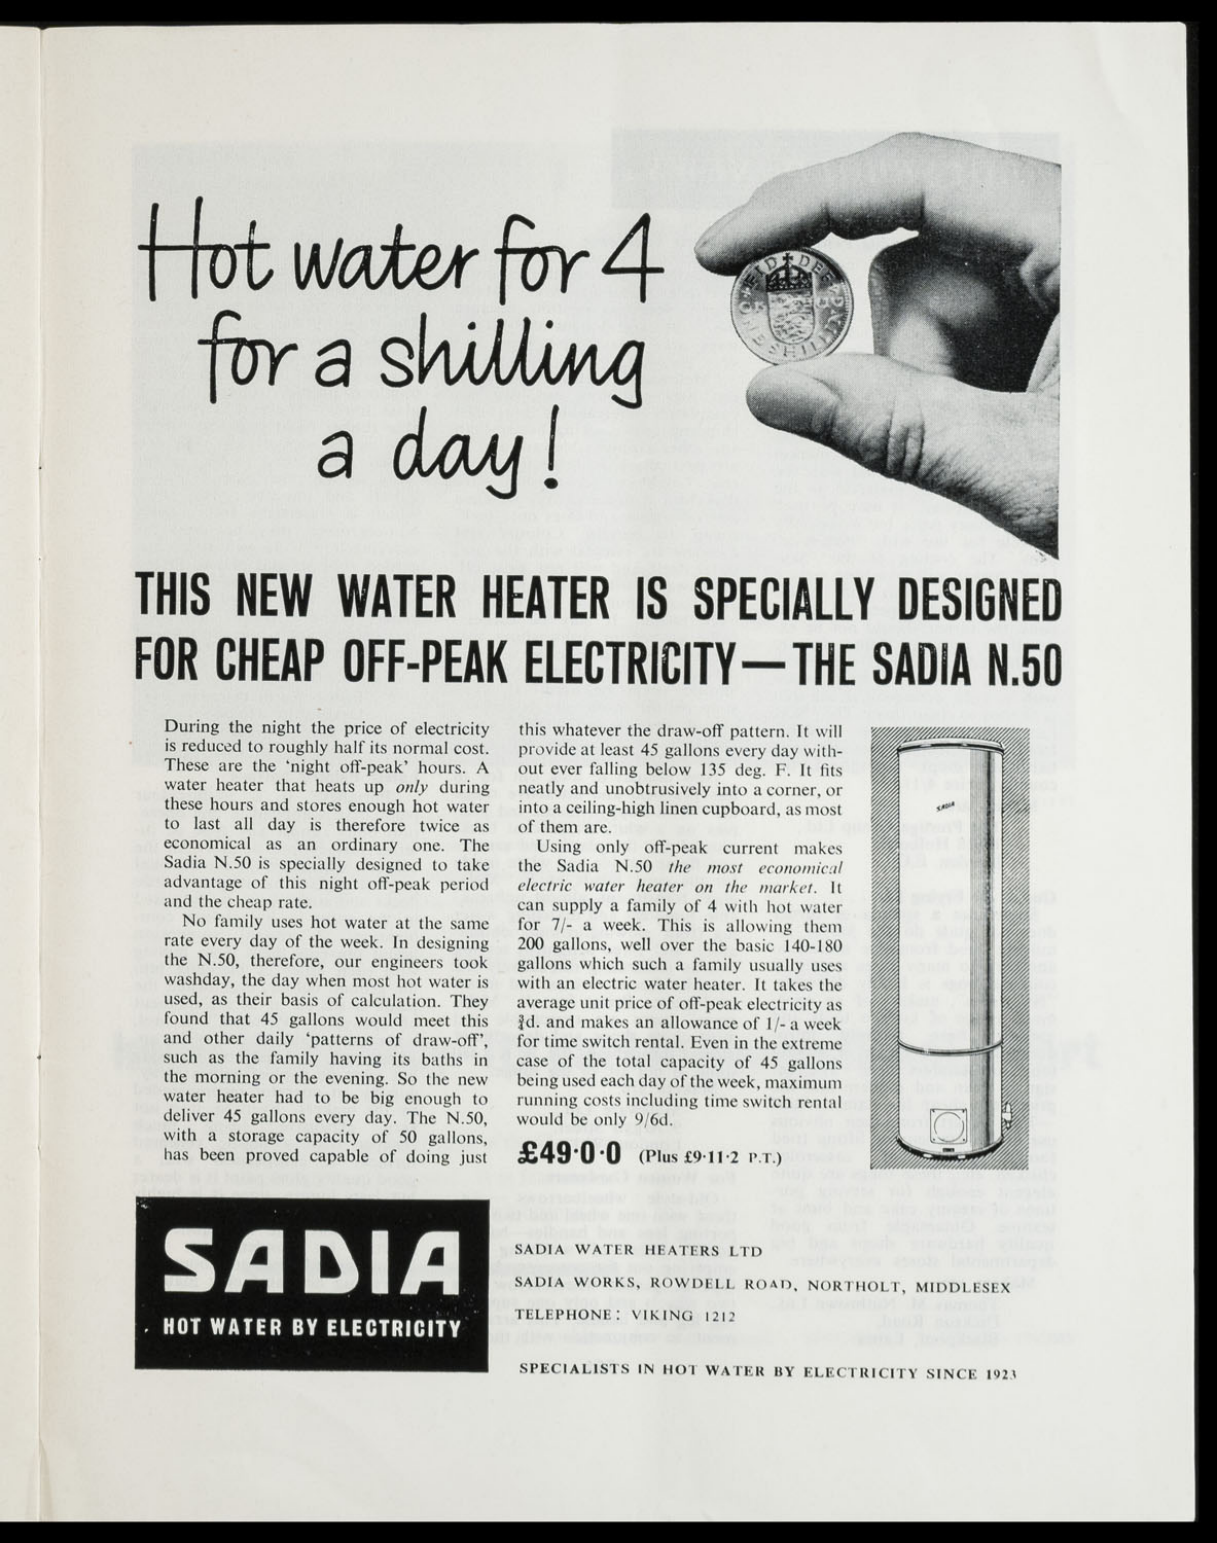 Hot water for 4
for a shilling
a day!
FID DEF
ONE SHILLING
THIS NEW WATER HEATER IS SPECIALLY DESIGNED
FOR CHEAP OFF-PEAK ELECTRICITY—THE SADIA N.50
During the night the price of electricity
is reduced to roughly half its normal cost.
These are the ‘night off-peak’ hours. A
water heater that heats up only during
these hours and stores enough hot water
to last all day is therefore twice as
economical as an ordinary one. The
Sadia N.50 is specially designed to take
advantage of this night off-peak period
and the cheap rate.
No family uses hot water at the same
rate every day of the week. In designing
the N.50, therefore, our engineers took
washday, the day when most hot water is
used, as their basis of calculation. They
found that 45 gallons would meet this
and other daily ‘patterns of draw-off’,
such as the family having its baths in
the morning or the evening. So the new
water heater had to be big enough to
deliver 45 gallons every day. The N.50,
with a storage capacity of 50 gallons,
has been proved capable of doing just
this whatever the draw-off pattern. It will
provide at least 45 gallons every day with-
out ever falling below 135 deg. F. It fits
neatly and unobtrusively into a corner, or
into a ceiling-high linen cupboard, as most
of them are.
Using only off-peak current makes
the Sadia N.50 the most economical
electric water heater on the market. It
can supply a family of 4 with hot water
for 7/- a week. This is allowing them
200 gallons, well over the basic 140-180
gallons which such a family usually uses
with an electric water heater. It takes the
average unit price of off-peak electricity as
¾d. and makes an allowance of 1/- a week
for time switch rental. Even in the extreme
case of the total capacity of 45 gallons
being used each day of the week, maximum
running costs including time switch rental
would be only 9/6d.
£49·0·0 (Plus £9·11·2 P.T.)
SADIA
SADIA
HOT WATER BY ELECTRICITY
SADIA WATER HEATERS LTD
SADIA WORKS, ROWDELL ROAD, NORTHOLT, MIDDLESEX
TELEPHONE: VIKING 1212
SPECIALISTS IN HOT WATER BY ELECTRICITY SINCE 1923